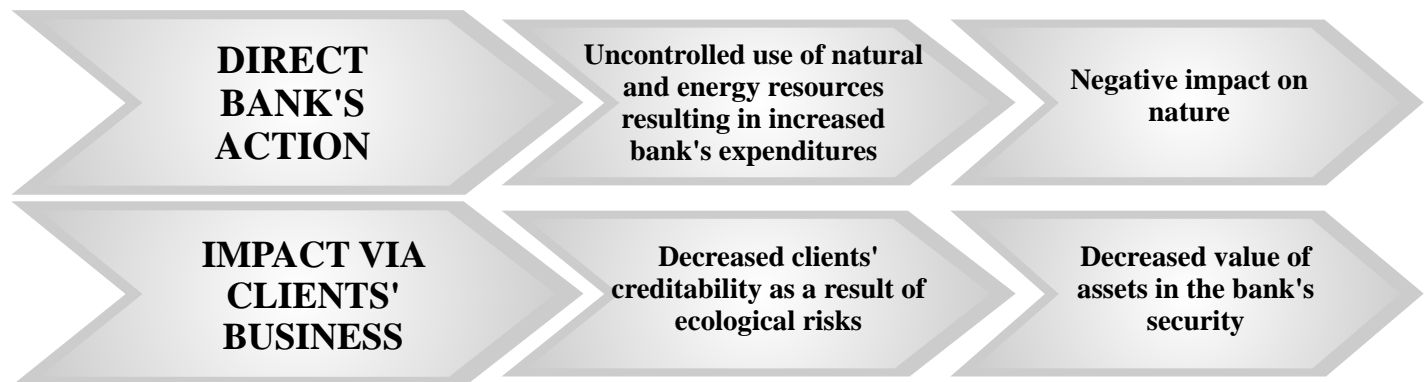 DIRECT
BANK'S
ACTION
Uncontrolled use of natural
and energy resources
resulting in increased
bank's expenditures
Negative impact on
nature
IMPACT VIA
CLIENTS'
BUSINESS
Decreased clients'
creditability as a result of
ecological risks
Decreased value of
assets in the bank's
security